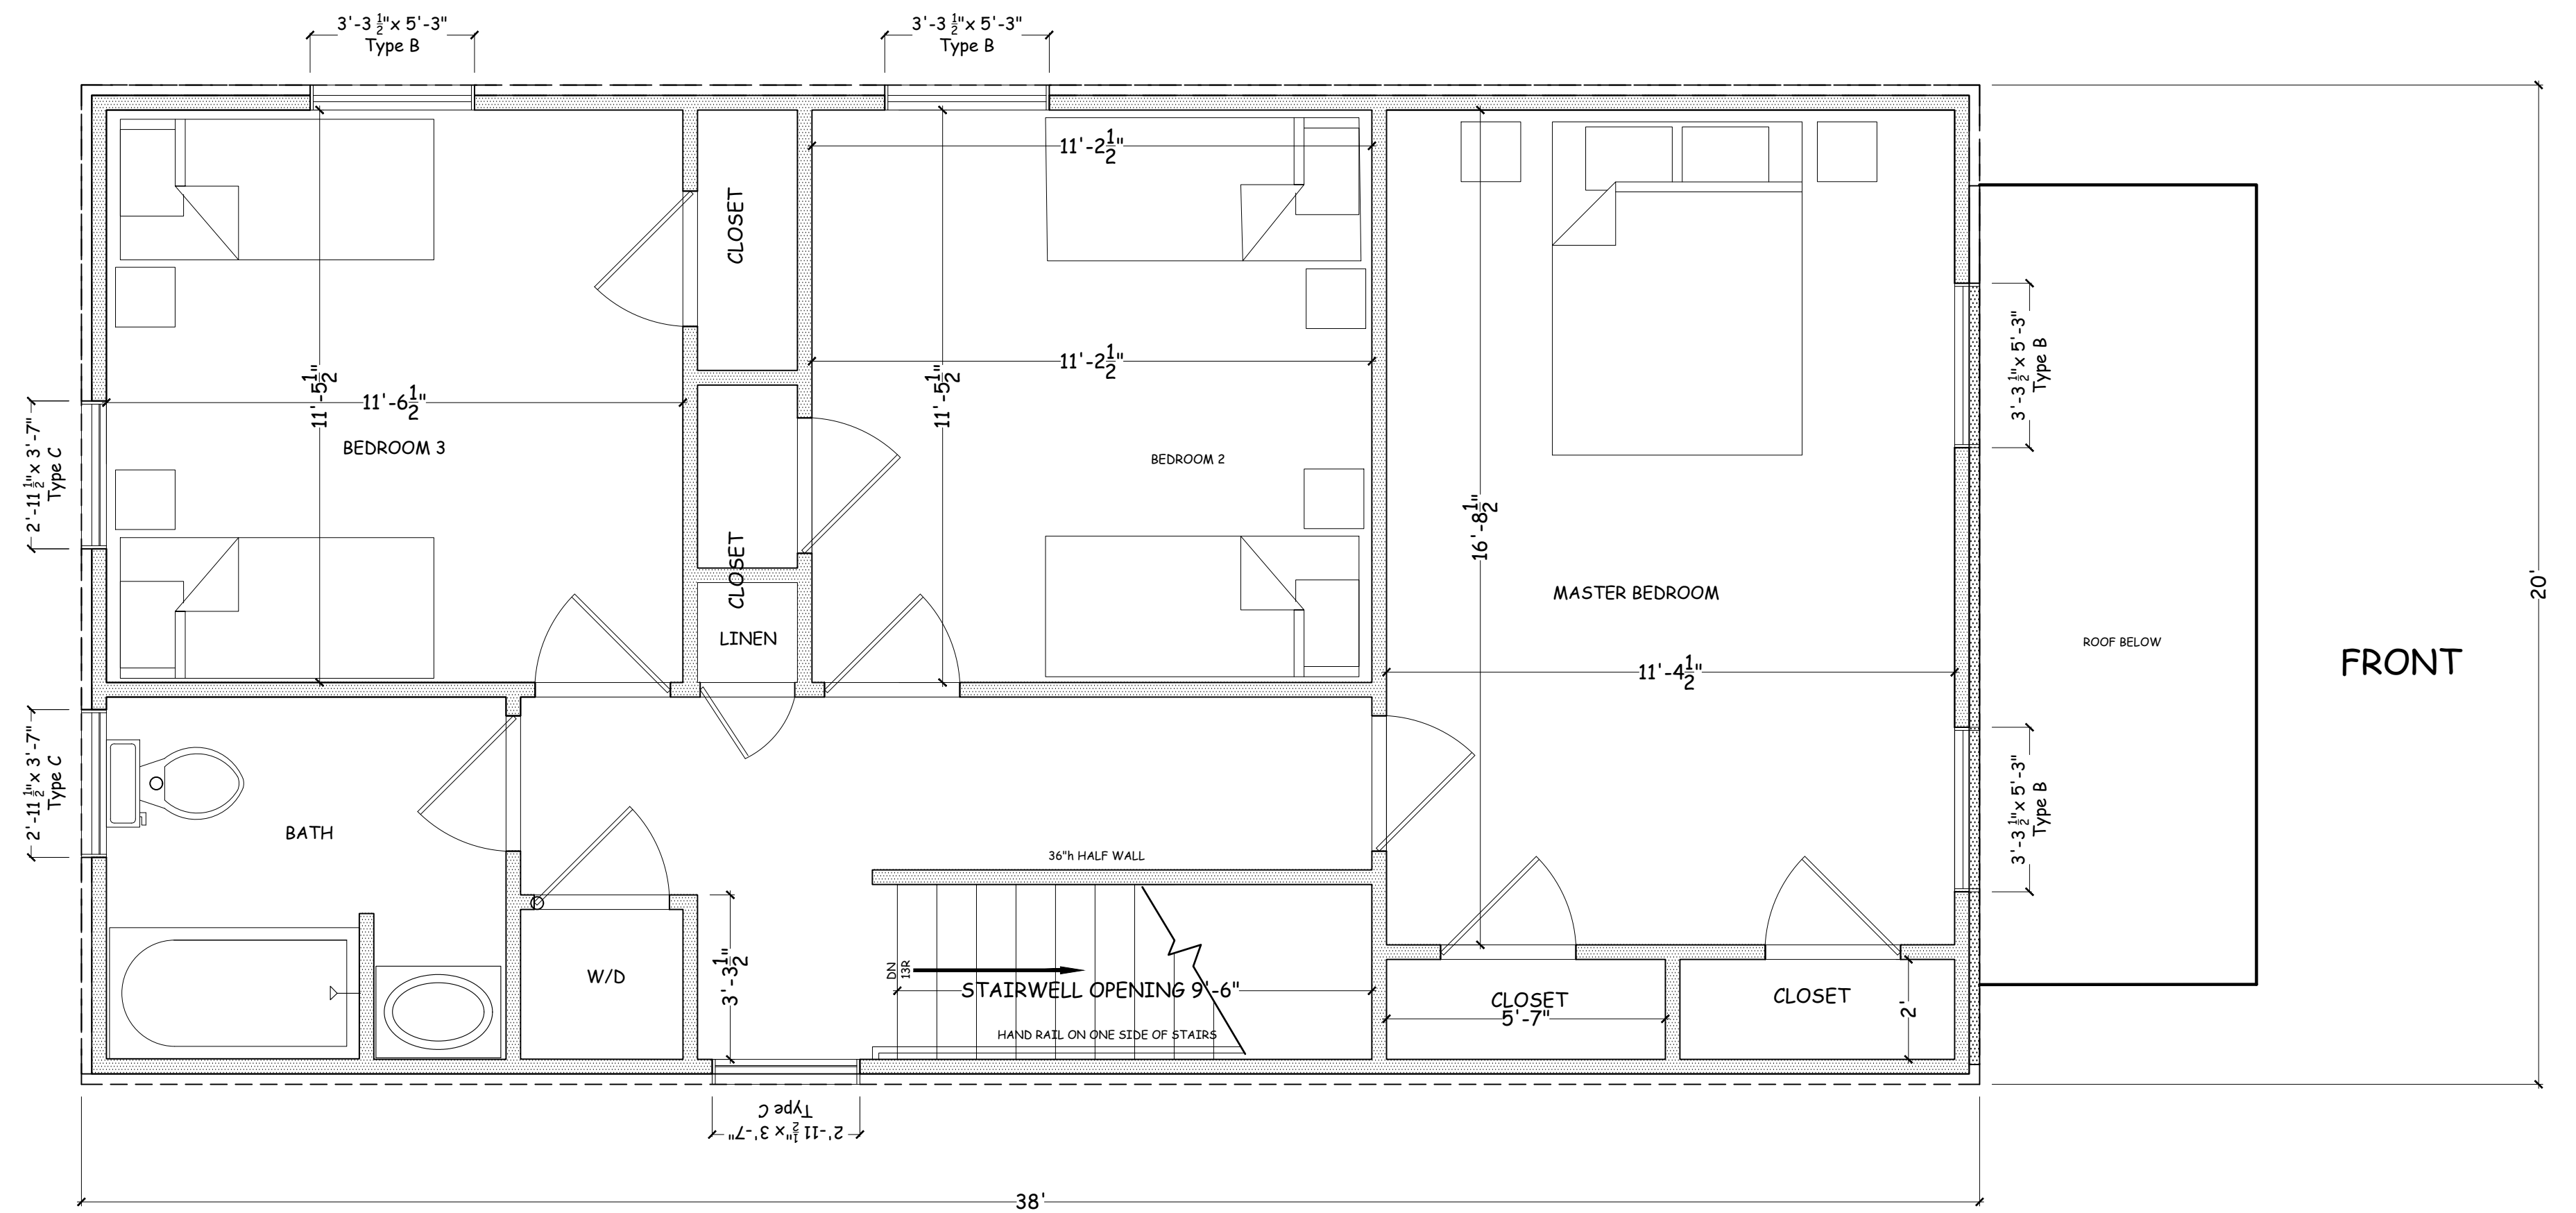 3'-3 1/2"x 5'-3"
Type B
3'-3 1/2"x 5'-3"
Type B
11'-2 1/2"
CLOSET
11'-2 1/2"
3'-3 1/2"x 5'-3"
Type B
11'-5 1/2"
11'-5 1/2"
11'-6 1/2"
BEDROOM 3
BEDROOM 2
2'-11 1/2"x 3'-7"
Type C
16'-8 1/2"
CLOSET
20'
MASTER BEDROOM
LINEN
ROOF BELOW
FRONT
11'-4 1/2"
2'-11 1/2"x 3'-7"
Type C
3'-3 1/2"x 5'-3"
Type B
BATH
36"h HALF WALL
W/D
3'-3 1/2"
DN
13R
STAIRWELL OPENING 9'-6"
HAND RAIL ON ONE SIDE OF STAIRS
CLOSET
5'-7"
CLOSET
2'
2'-11 1/2"x 3'-7"
Type C
38'